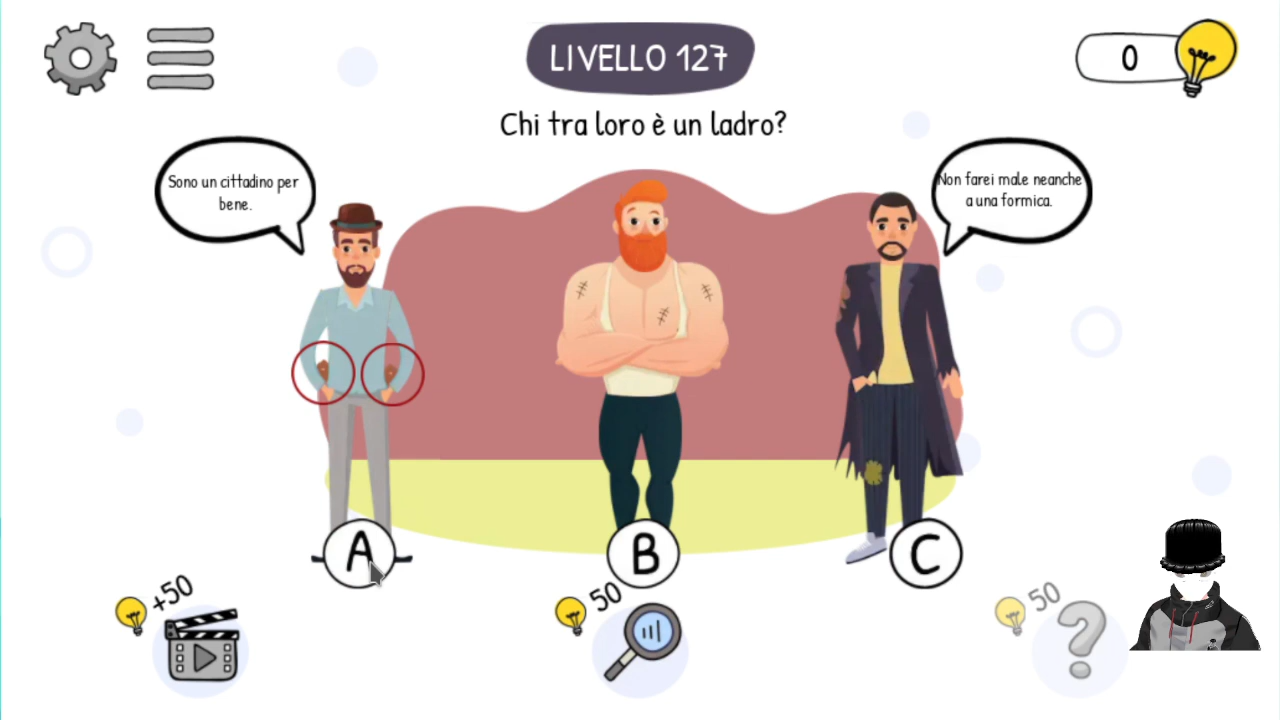 LIVELLO 127
0
Chi tra loro è un ladro?
Sono un cittadino per
bene.
Non farei male neanche
a una formica.
A
B
C
+50
50
50
?